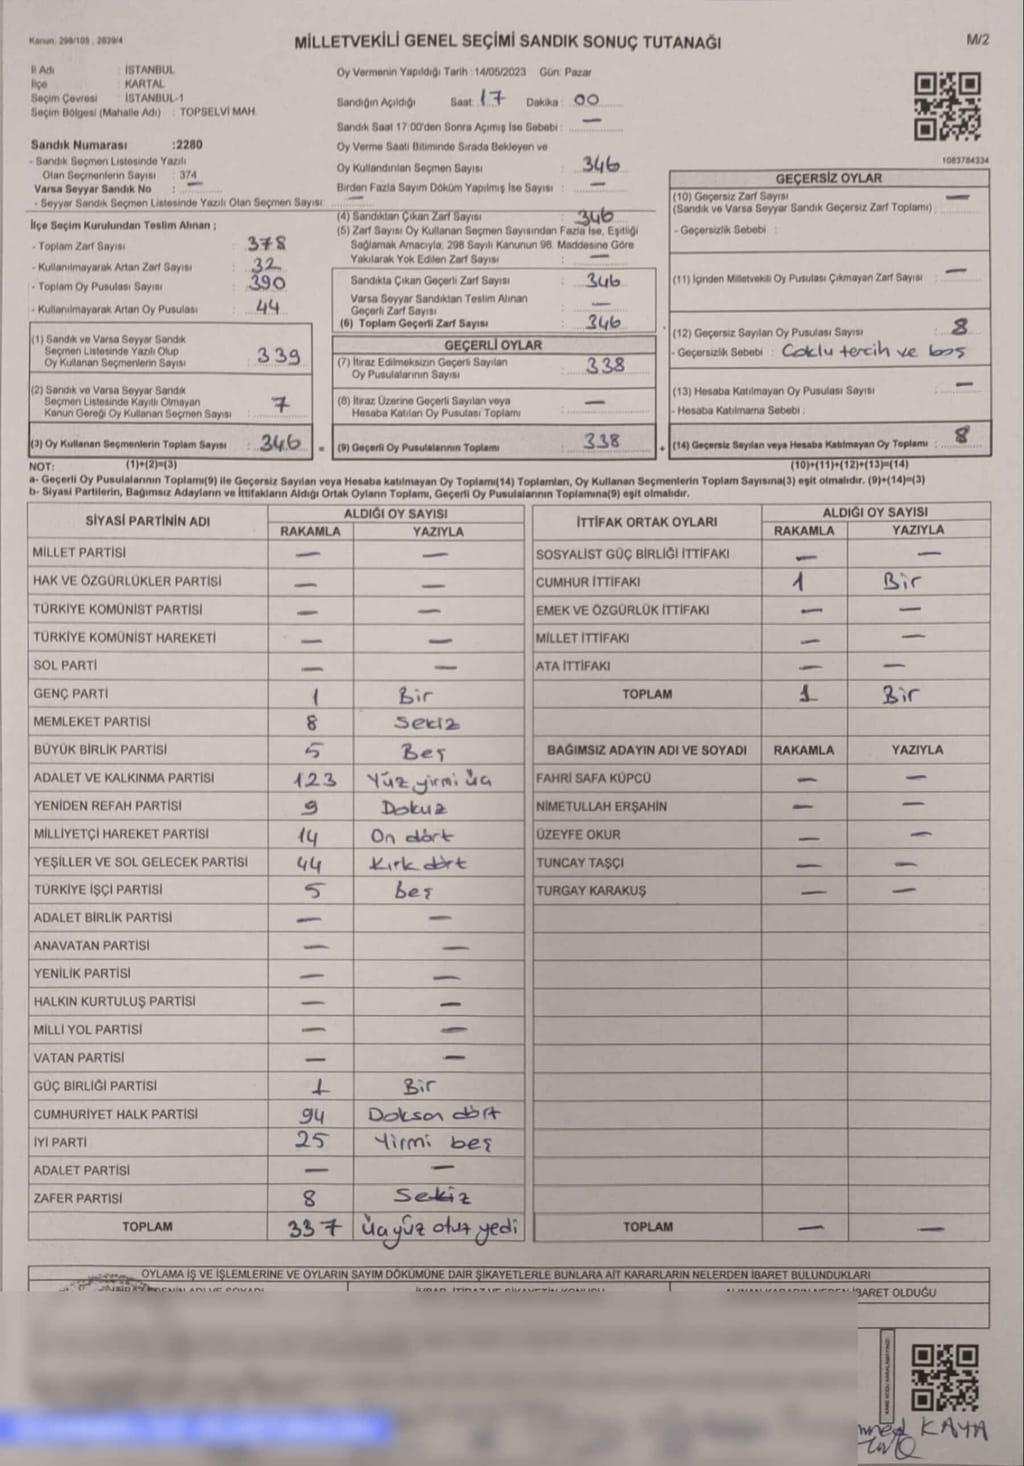 Kanun: 298/105, 2839/4
MİLLETVEKİLİ GENEL SEÇİMİ SANDIK SONUÇ TUTANAĞI
M/2
İl Adı : İSTANBUL
İlçe : KARTAL
Seçim Çevresi : İSTANBUL-1
Seçim Bölgesi (Mahalle Adı) : TOPSELVİ MAH.
Sandık Numarası :2280
- Sandık Seçmen Listesinde Yazılı
Olan Seçmenlerin Sayısı : 374
Varsa Seyyar Sandık No : —
- Seyyar Sandık Seçmen Listesinde Yazılı Olan Seçmen Sayısı: —
İlçe Seçim Kurulundan Teslim Alınan ;
- Toplam Zarf Sayısı : 378
- Kullanılmayarak Artan Zarf Sayısı : 32
- Toplam Oy Pusulası Sayısı : 390
- Kullanılmayarak Artan Oy Pusulası : 44
(1) Sandık ve Varsa Seyyar Sandık
Seçmen Listesinde Yazılı Olup
Oy Kullanan Seçmenlerin Sayısı : 339
(2) Sandık ve Varsa Seyyar Sandık
Seçmen Listesinde Kayıtlı Olmayan
Kanun Gereği Oy Kullanan Seçmen Sayısı : 7
(3) Oy Kullanan Seçmenlerin Toplam Sayısı : 346
Oy Vermenin Yapıldığı Tarih :14/05/2023 Gün: Pazar
Sandığın Açıldığı Saat: 17 Dakika : 00
Sandık Saat 17:00'den Sonra Açımış İse Sebebi : —
Oy Verme Saati Bitiminde Sırada Bekleyen ve
Oy Kullandırılan Seçmen Sayısı : 346
Birden Fazla Sayım Döküm Yapılmış İse Sayısı : —
(4) Sandıktan Çıkan Zarf Sayısı : 346
(5) Zarf Sayısı Oy Kullanan Seçmen Sayısından Fazla İse, Eşitliği
Sağlamak Amacıyla, 298 Sayılı Kanunun 98. Maddesine Göre
Yakılarak Yok Edilen Zarf Sayısı : —
Sandıkta Çıkan Geçerli Zarf Sayısı : 346
Varsa Seyyar Sandıktan Teslim Alınan
Geçerli Zarf Sayısı : —
(6) Toplam Geçerli Zarf Sayısı : 346
GEÇERLİ OYLAR
(7) İtiraz Edilmeksizin Geçerli Sayılan
Oy Pusulalarının Sayısı : 338
(8) İtiraz Üzerine Geçerli Sayılan veya
Hesaba Katılan Oy Pusulası Toplamı : —
= (9) Geçerli Oy Pusulalarının Toplamı : 338
1083784334
GEÇERSİZ OYLAR
(10) Geçersiz Zarf Sayısı —
(Sandık ve Varsa Seyyar Sandık Geçersiz Zarf Toplamı) :
- Geçersizlik Sebebi :
(11) İçinden Milletvekili Oy Pusulası Çıkmayan Zarf Sayısı : —
(12) Geçersiz Sayılan Oy Pusulası Sayısı : 8
- Geçersizlik Sebebi : Çoklu tercih ve boş
(13) Hesaba Katılmayan Oy Pusulası Sayısı : —
- Hesaba Katılmama Sebebi :
+ (14) Geçersiz Sayılan veya Hesaba Katılmayan Oy Toplamı : 8
NOT: (1)+(2)=(3) (10)+(11)+(12)+(13)=(14)
a- Geçerli Oy Pusulalarının Toplamı(9) ile Geçersiz Sayılan veya Hesaba katılmayan Oy Toplamı(14) Toplamları, Oy Kullanan Seçmenlerin Toplam Sayısına(3) eşit olmalıdır. (9)+(14)=(3)
b- Siyasi Partilerin, Bağımsız Adayların ve İttifakların Aldığı Ortak Oyların Toplamı, Geçerli Oy Pusulalarının Toplamına(9) eşit olmalıdır.
SİYASİ PARTİNİN ADI ALDIĞI OY SAYISI
RAKAMLA YAZIYLA
MİLLET PARTİSİ — —
HAK VE ÖZGÜRLÜKLER PARTİSİ — —
TÜRKİYE KOMÜNİST PARTİSİ — —
TÜRKİYE KOMÜNİST HAREKETİ — —
SOL PARTİ — —
GENÇ PARTİ 1 Bir
MEMLEKET PARTİSİ 8 Sekiz
BÜYÜK BİRLİK PARTİSİ 5 Beş
ADALET VE KALKINMA PARTİSİ 123 Yüz yirmi üç
YENİDEN REFAH PARTİSİ 9 Dokuz
MİLLİYETÇİ HAREKET PARTİSİ 14 On dört
YEŞİLLER VE SOL GELECEK PARTİSİ 44 Kırk dört
TÜRKİYE İŞÇİ PARTİSİ 5 beş
ADALET BİRLİK PARTİSİ — —
ANAVATAN PARTİSİ — —
YENİLİK PARTİSİ — —
HALKIN KURTULUŞ PARTİSİ — —
MİLLİ YOL PARTİSİ — —
VATAN PARTİSİ — —
GÜÇ BİRLİĞİ PARTİSİ 1 Bir
CUMHURİYET HALK PARTİSİ 94 Doksan dört
İYİ PARTİ 25 Yirmi beş
ADALET PARTİSİ — —
ZAFER PARTİSİ 8 Sekiz
TOPLAM 337 üçyüz otuz yedi
İTTİFAK ORTAK OYLARI ALDIĞI OY SAYISI
RAKAMLA YAZIYLA
SOSYALİST GÜÇ BİRLİĞİ İTTİFAKI — —
CUMHUR İTTİFAKI 1 Bir
EMEK VE ÖZGÜRLÜK İTTİFAKI — —
MİLLET İTTİFAKI — —
ATA İTTİFAKI — —
TOPLAM 1 Bir
BAĞIMSIZ ADAYIN ADI VE SOYADI RAKAMLA YAZIYLA
FAHRİ SAFA KÜPCÜ — —
NİMETULLAH ERŞAHİN — —
ÜZEYFE OKUR — —
TUNCAY TAŞÇI — —
TURGAY KARAKUŞ — —
TOPLAM — —
OYLAMA İŞ VE İŞLEMLERİNE VE OYLARIN SAYIM DÖKÜMÜNE DAİR ŞİKAYETLERLE BUNLARA AİT KARARLARIN NELERDEN İBARET BULUNDUKLARI
İBARET OLDUĞU
KAYA